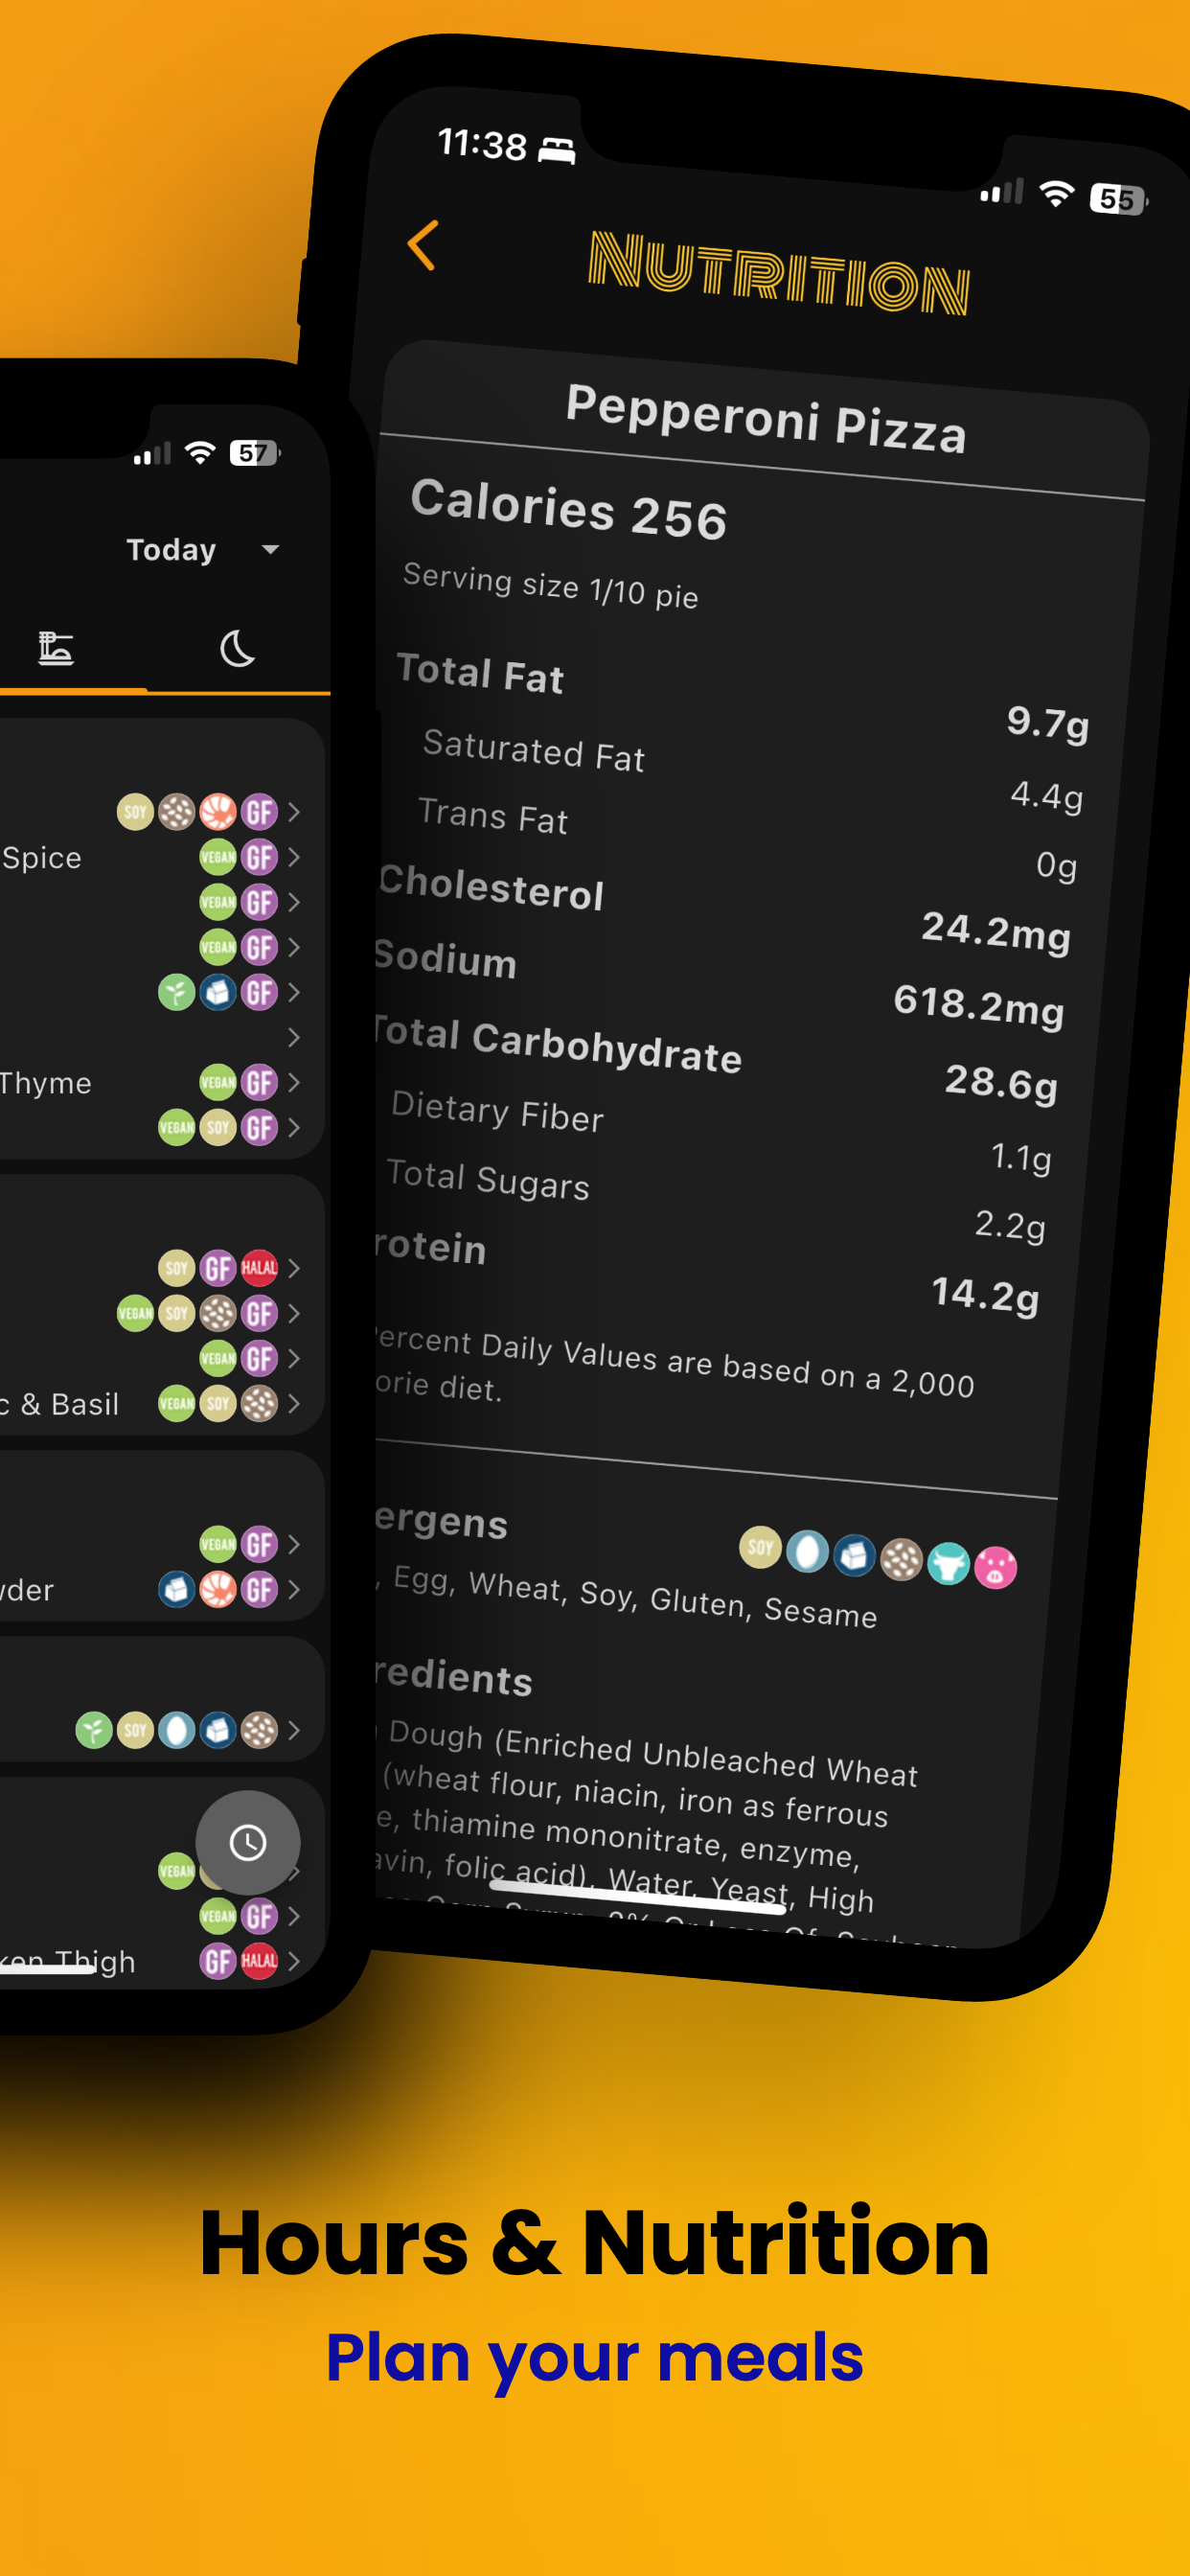 11:38
55
NUTRITION
Pepperoni Pizza
Calories 256
Serving size 1/10 pie
Total Fat 9.7g
Saturated Fat 4.4g
Trans Fat 0g
Cholesterol 24.2mg
Sodium 618.2mg
Total Carbohydrate 28.6g
Dietary Fiber 1.1g
Total Sugars 2.2g
rotein 14.2g
ercent Daily Values are based on a 2,000
orie diet.
ergens
SOY
, Egg, Wheat, Soy, Gluten, Sesame
redients
Dough (Enriched Unbleached Wheat
(wheat flour, niacin, iron as ferrous
e, thiamine mononitrate, enzyme,
avin, folic acid), Water, Yeast, High
57
Today
SOY GF
Spice VEGAN GF
VEGAN GF
VEGAN GF
GF
Thyme VEGAN GF
VEGAN SOY GF
SOY GF HALAL
VEGAN SOY GF
VEGAN GF
c & Basil VEGAN SOY
VEGAN GF
wder GF
SOY
VEGAN
VEGAN GF
ken Thigh GF HALAL
Hours & Nutrition
Plan your meals